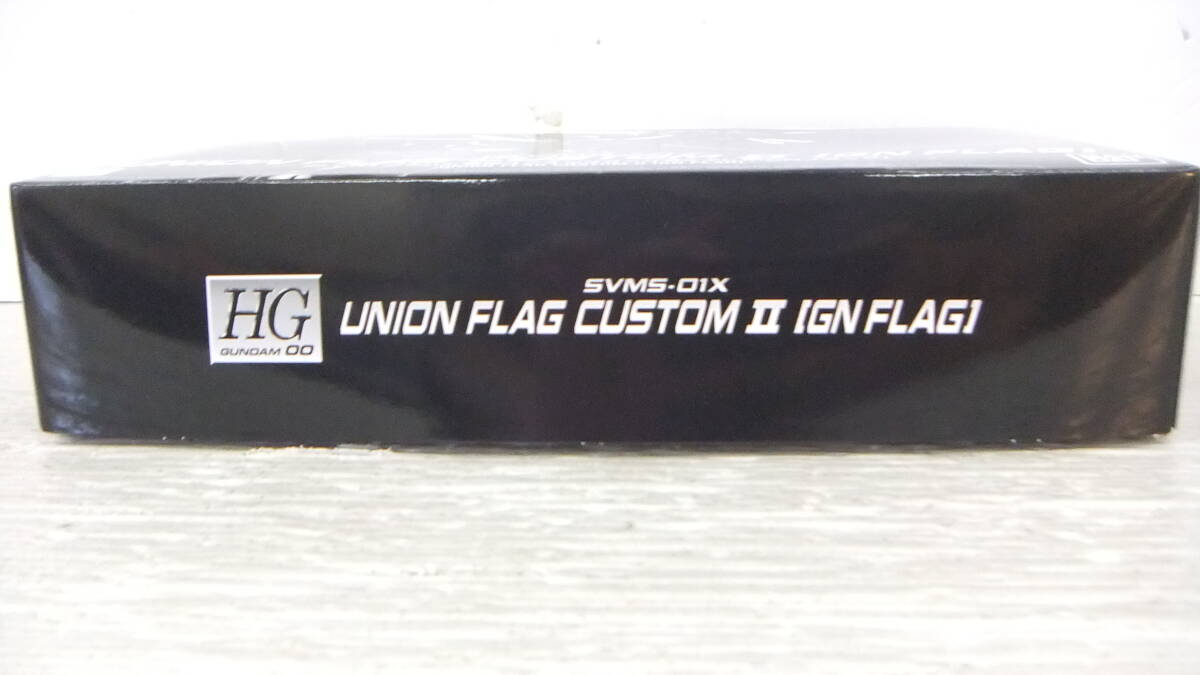 HG
GUNDAM 00
SVMS-01X
UNION FLAG CUSTOM II [GN FLAG]